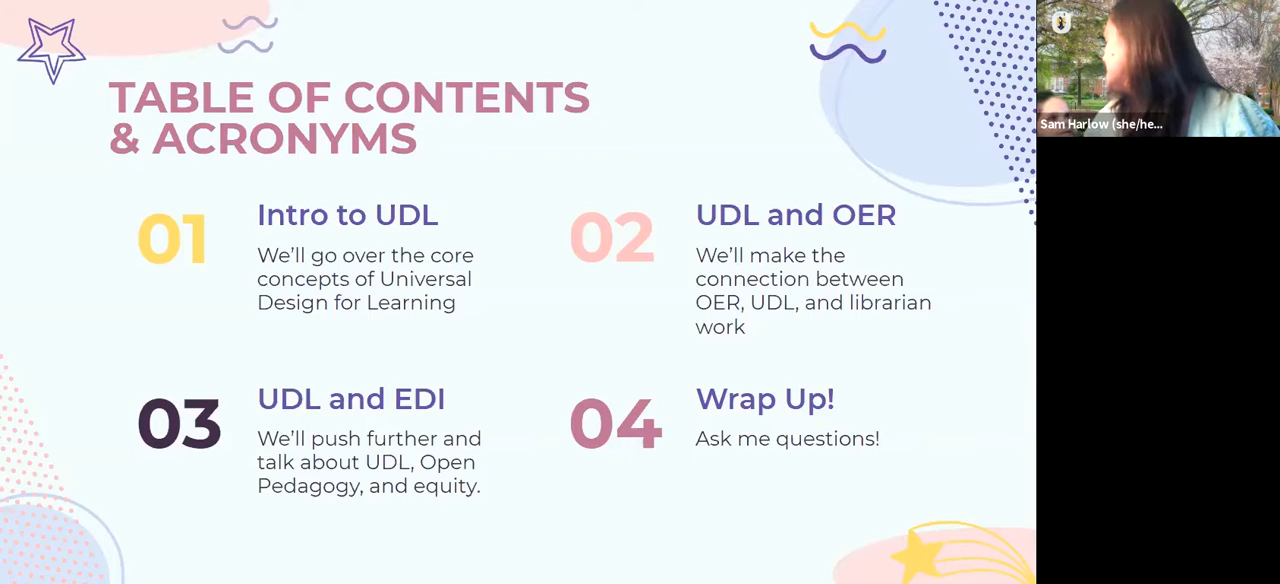 TABLE OF CONTENTS
& ACRONYMS
01
Intro to UDL
We'll go over the core
concepts of Universal
Design for Learning
02
UDL and OER
We'll make the
connection between
OER, UDL, and librarian
work
03
UDL and EDI
We'll push further and
talk about UDL, Open
Pedagogy, and equity.
04
Wrap Up!
Ask me questions!
Sam Harlow (she/he...